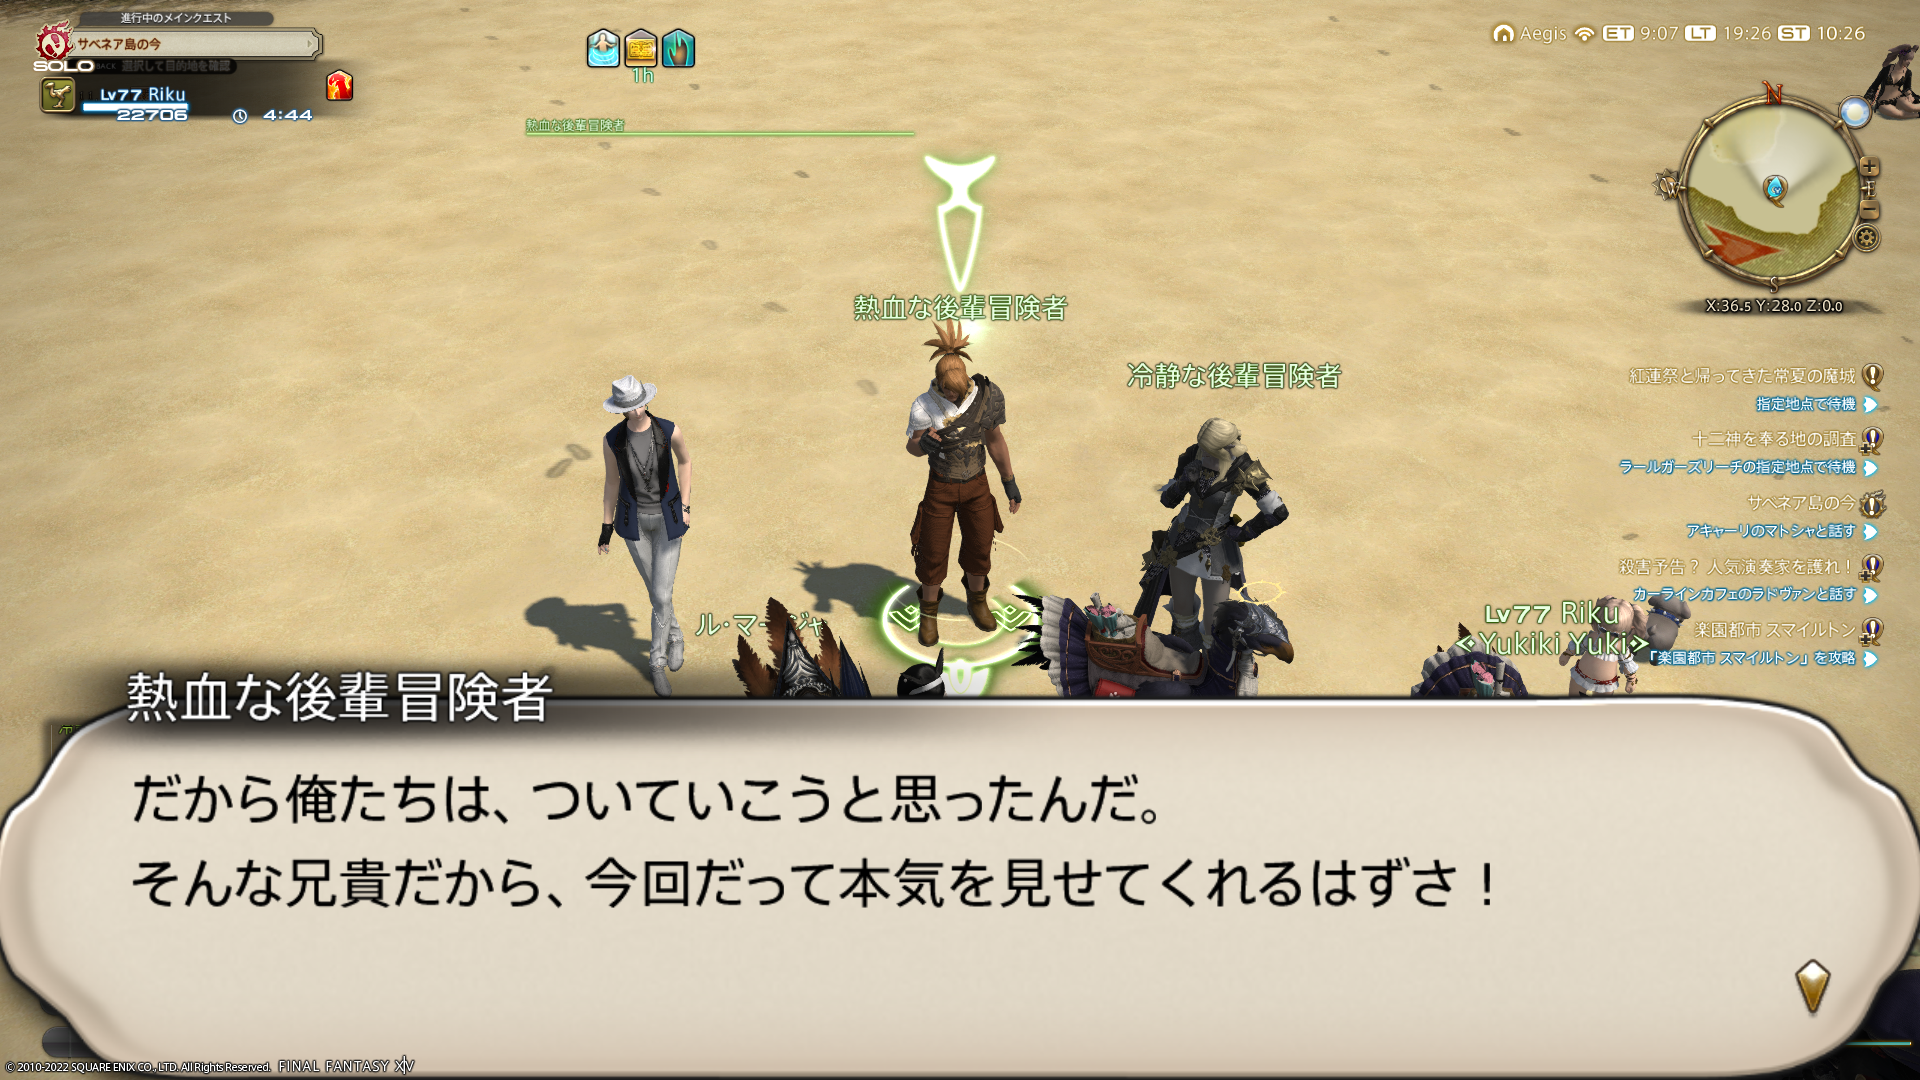 進行中のメインクエスト
サベネア島の今
SOLO
BACK 選択して目的地を確認
Lv77 Riku
22706
4:44
1h
熱血な後輩冒険者
Aegis ET 9:07 LT 19:26 ST 10:26
N
W
E
S
X:36.5 Y:28.0 Z:0.0
熱血な後輩冒険者
冷静な後輩冒険者
紅蓮祭と帰ってきた常夏の魔城
指定地点で待機
十二神を奉る地の調査
ラールガーズリーチの指定地点で待機
サベネア島の今
アキャーリのマトシャと話す
殺害予告？ 人気演奏家を護れ！
カーラインカフェのラドヴァンと話す
楽園都市 スマイルトン
「楽園都市 スマイルトン」を攻略
Lv77 Riku
Yukiki Yuki
熱血な後輩冒険者
だから俺たちは、ついていこうと思ったんだ。
そんな兄貴だから、今回だって本気を見せてくれるはずさ！
© 2010-2022 SQUARE ENIX CO., LTD. All Rights Reserved. FINAL FANTASY XIV